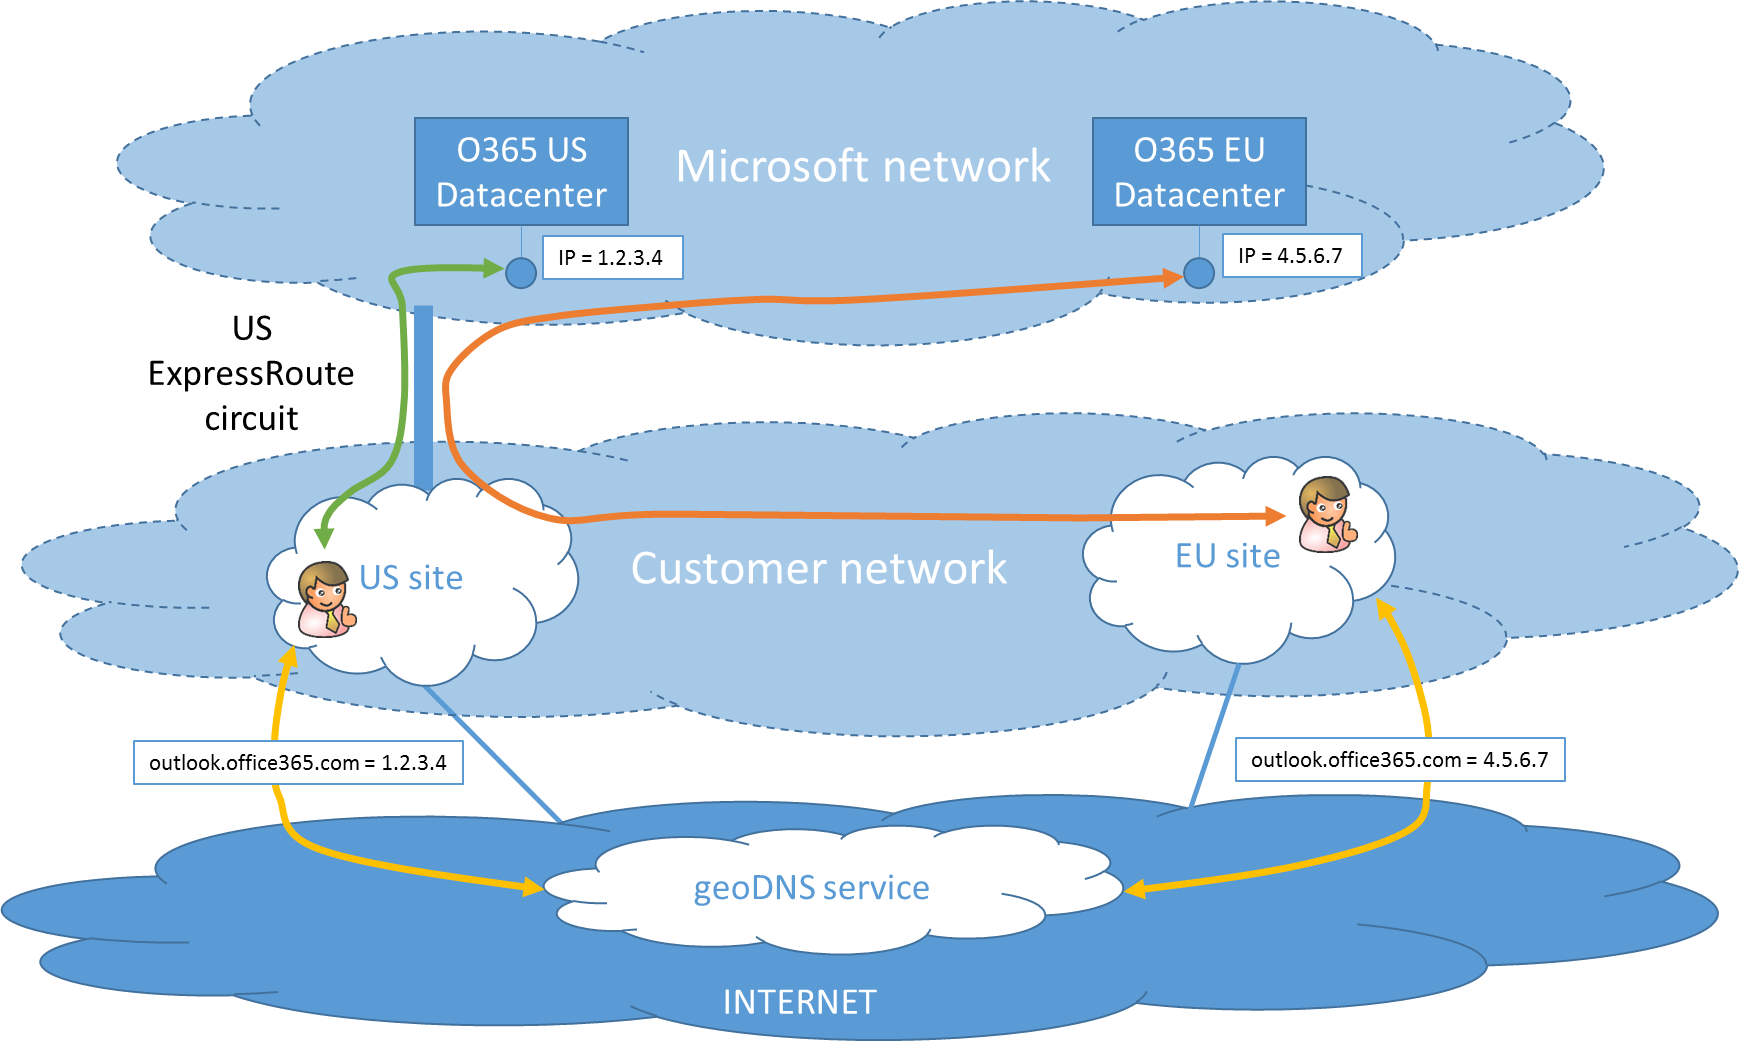 O365 US
Datacenter
Microsoft network
O365 EU
Datacenter
IP = 1.2.3.4
IP = 4.5.6.7
US
ExpressRoute
circuit
US site
Customer network
EU site
outlook.office365.com = 1.2.3.4
outlook.office365.com = 4.5.6.7
geoDNS service
INTERNET